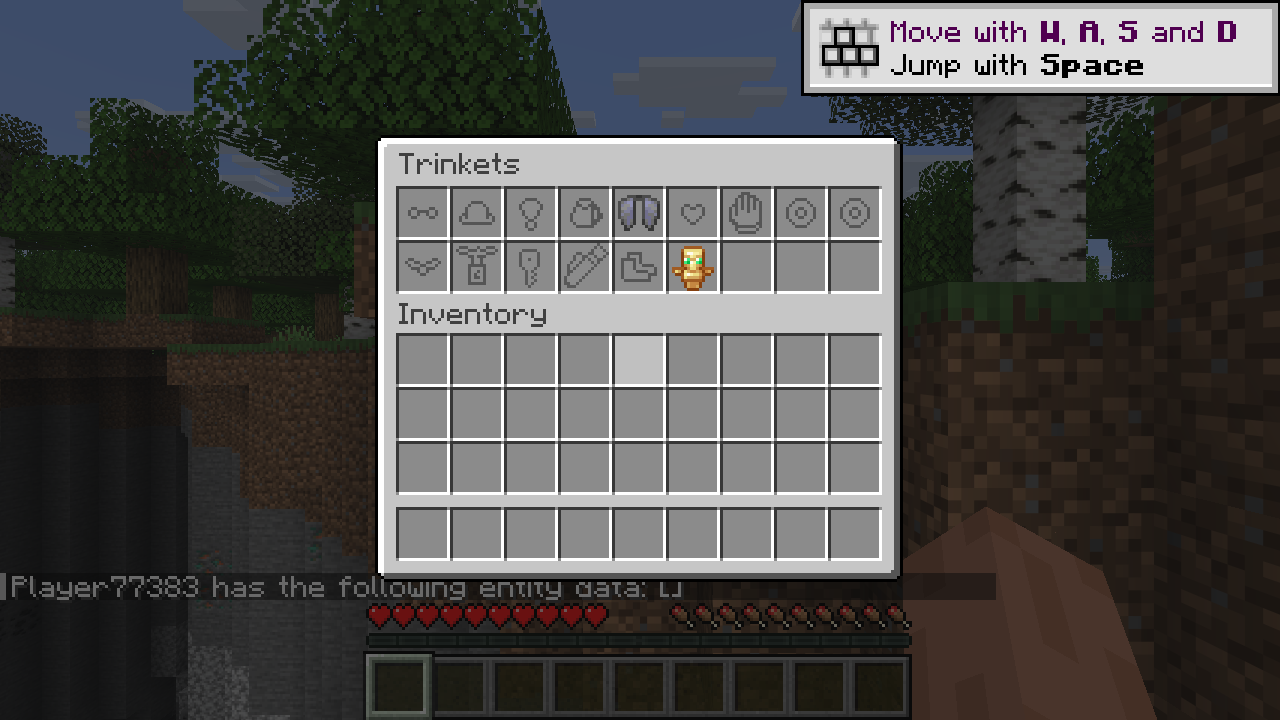 Move with W, A, S and D
Jump with Space
Trinkets
Inventory
Player77383 has the following entity data: []